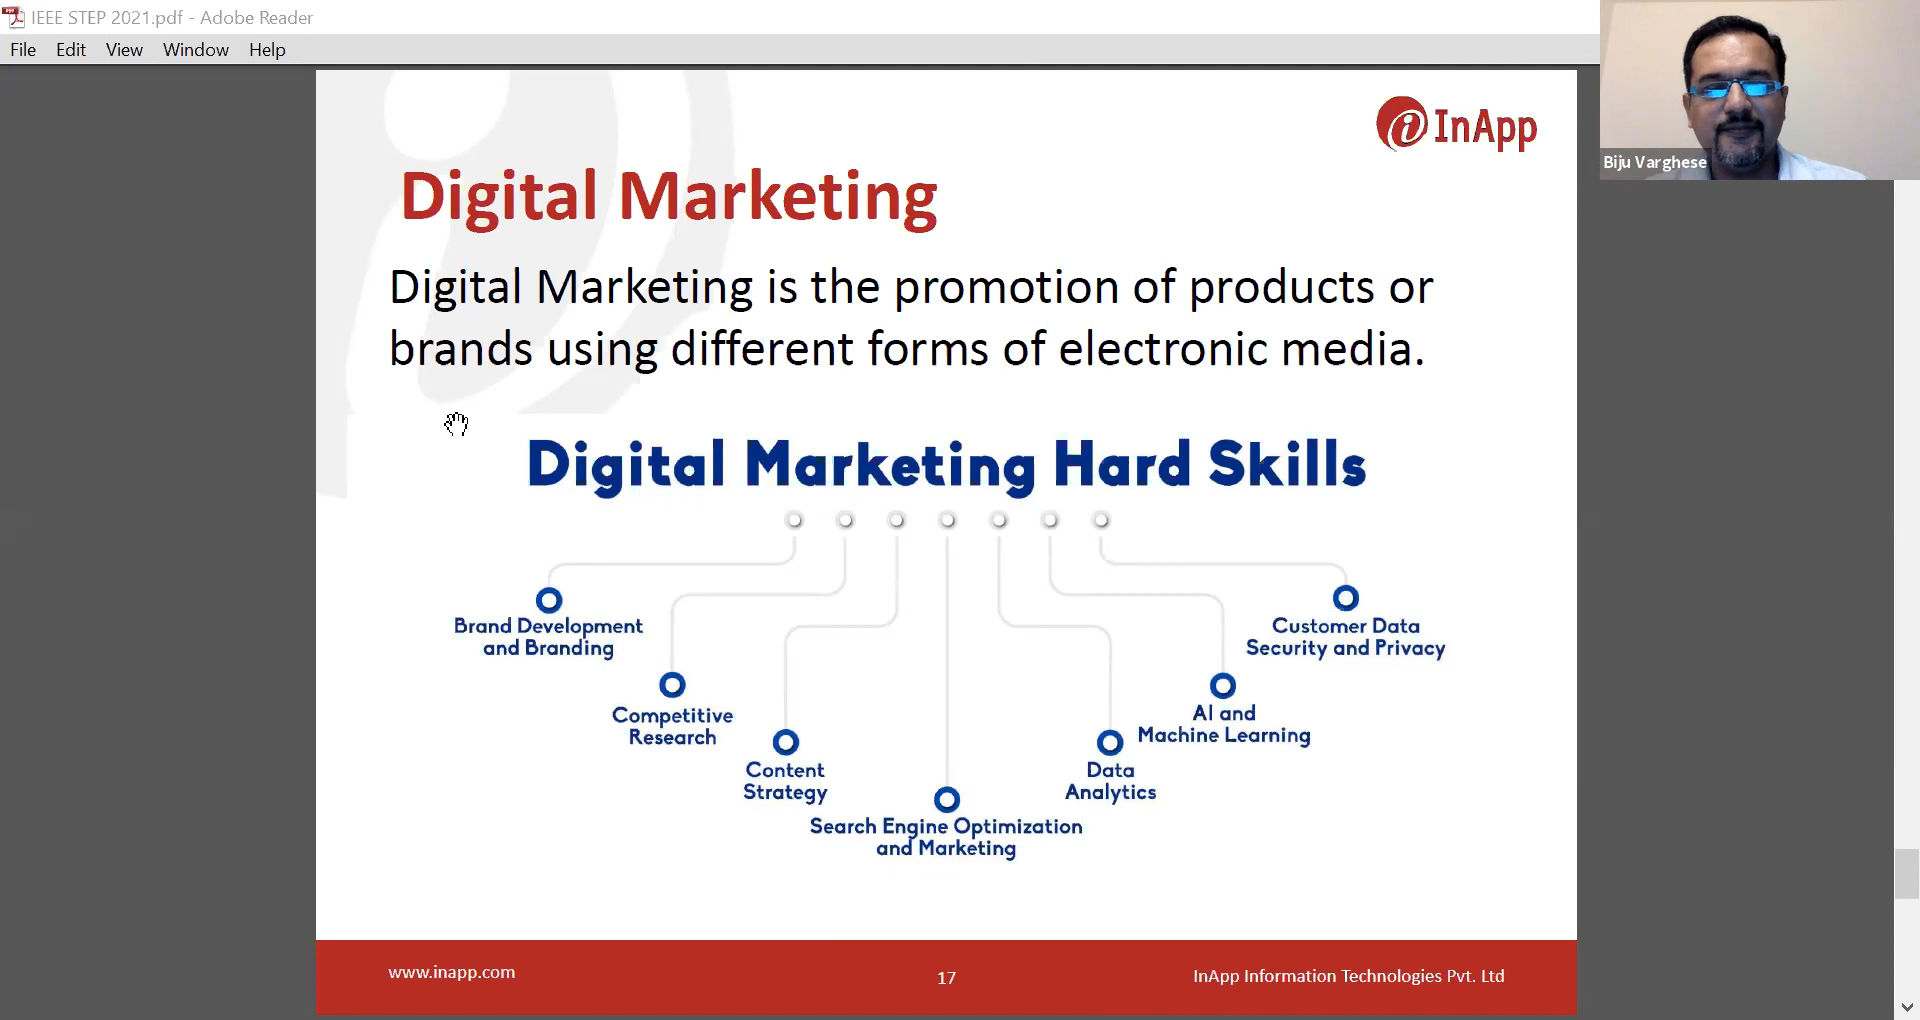 IEEE STEP 2021.pdf - Adobe Reader
File Edit View Window Help
Biju Varghese
InApp
Digital Marketing
Digital Marketing is the promotion of products or
brands using different forms of electronic media.
Digital Marketing Hard Skills
Brand Development
and Branding
Competitive
Research
Content
Strategy
Search Engine Optimization
and Marketing
Data
Analytics
AI and
Machine Learning
Customer Data
Security and Privacy
www.inapp.com
17
InApp Information Technologies Pvt. Ltd